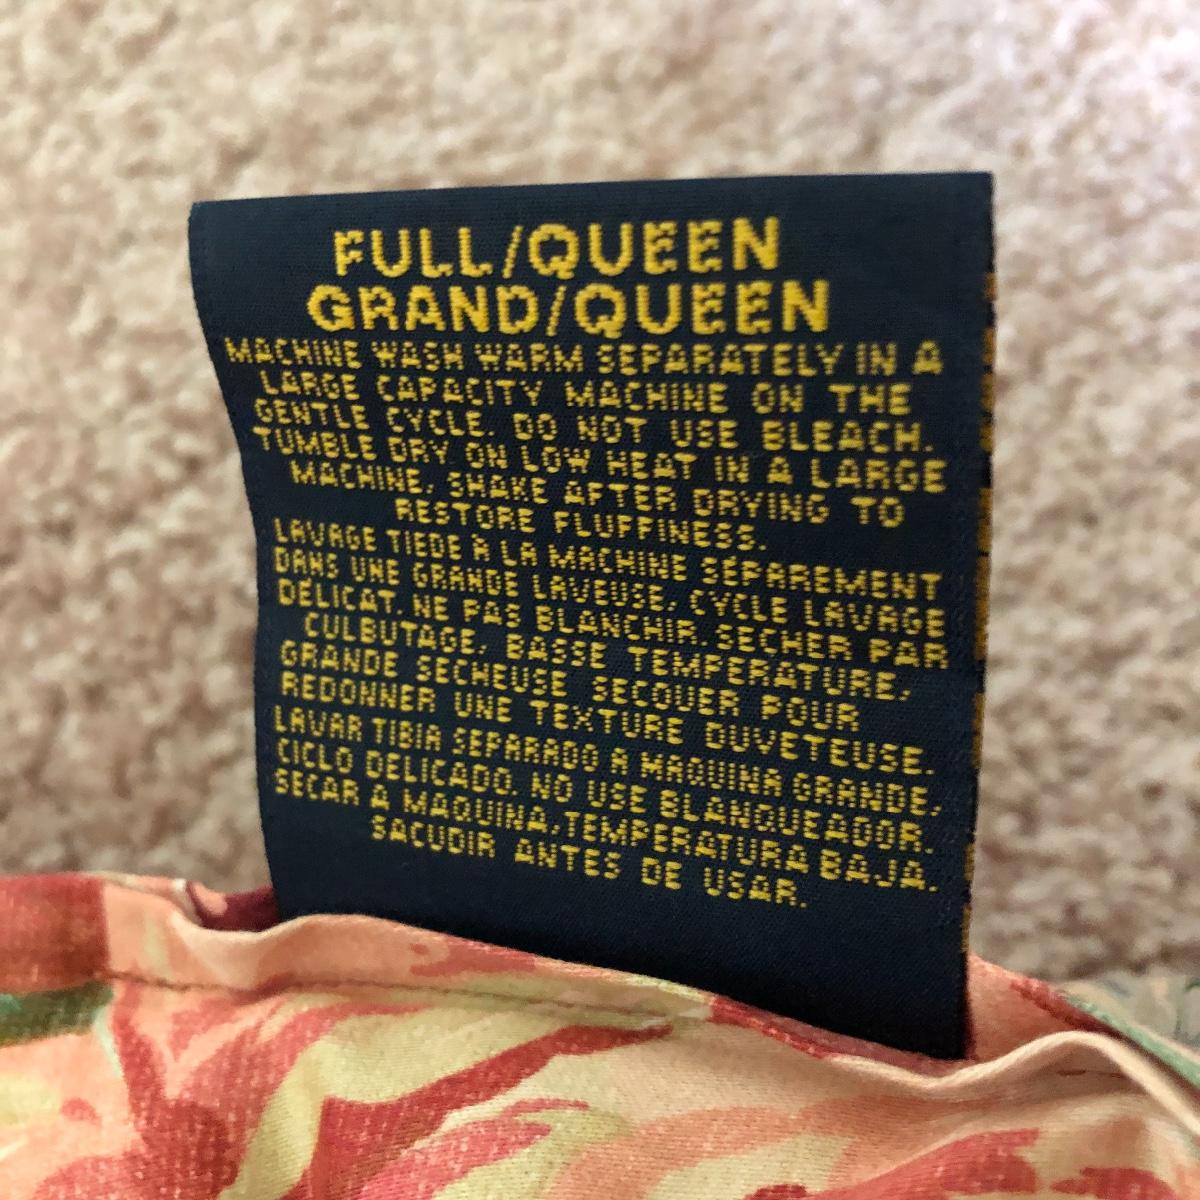 FULL/QUEEN
GRAND/QUEEN
MACHINE WASH WARM SEPARATELY IN A
LARGE CAPACITY MACHINE ON THE
GENTLE CYCLE. DO NOT USE BLEACH.
TUMBLE DRY ON LOW HEAT IN A LARGE
MACHINE, SHAKE AFTER DRYING TO
RESTORE FLUFFINESS.
LAVAGE TIEDE À LA MACHINE SÉPAREMENT
DANS UNE GRANDE LAVEUSE, CYCLE LAVAGE
DÉLICAT. NE PAS BLANCHIR. SECHER PAR
CULBUTAGE, BASSE TEMPERATURE,
GRANDE SECHEUSE SECOUER POUR
REDONNER UNE TEXTURE DUVETEUSE.
LAVAR TIBIA SEPARADO A MAQUINA GRANDE,
CICLO DELICADO. NO USE BLANQUEADOR.
SECAR A MAQUINA, TEMPERATURA BAJA.
SACUDIR ANTES DE USAR.